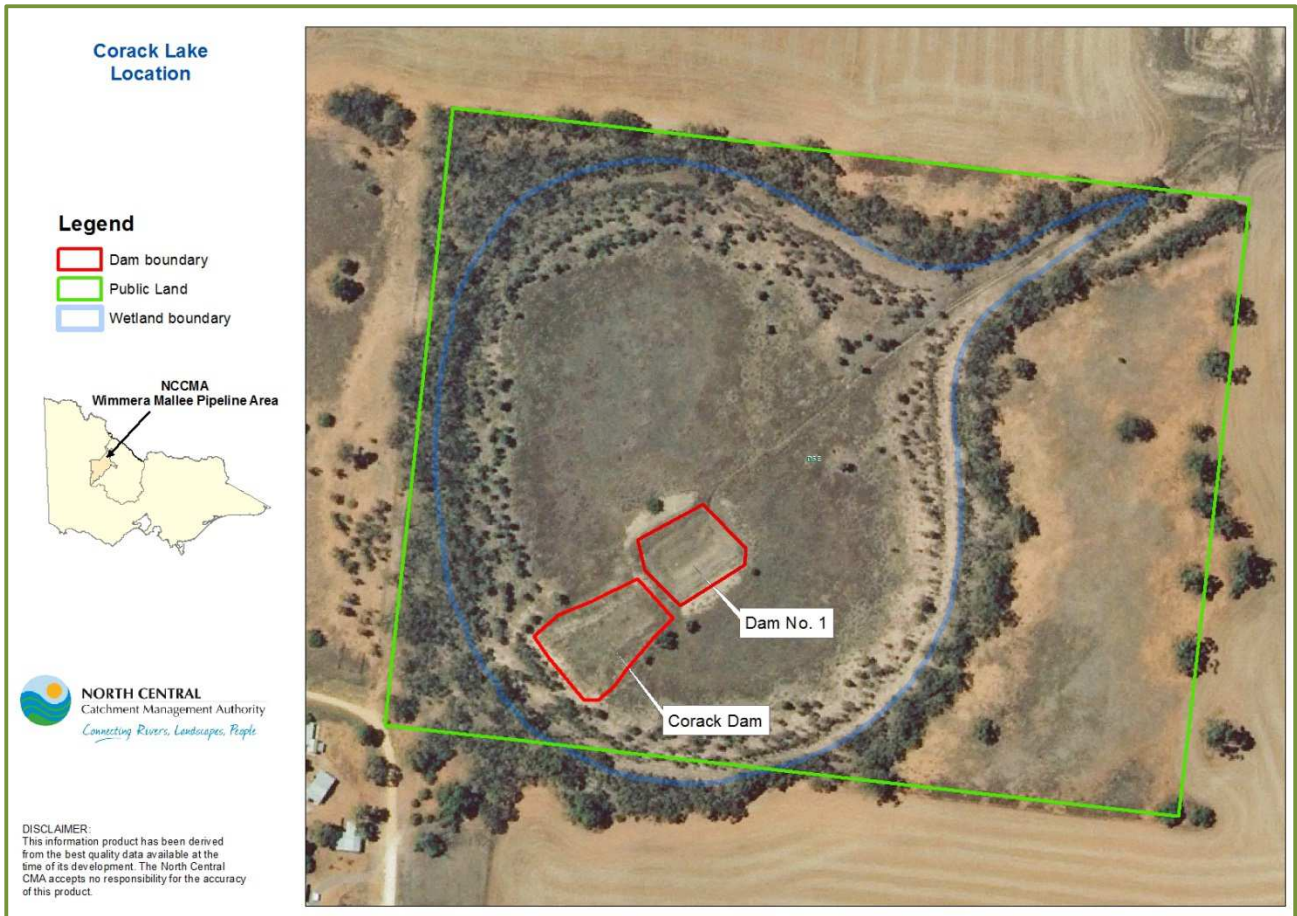 Corack Lake
Location
Legend
Dam boundary
Public Land
Wetland boundary
NCCMA
Wimmera Mallee Pipeline Area
NORTH CENTRAL
Catchment Management Authority
Connecting Rivers, Landscapes, People
DISCLAIMER:
This information product has been derived
from the best quality data available at the
time of its development. The North Central
CMA accepts no responsibility for the accuracy
of this product.
Dam No. 1
Corack Dam